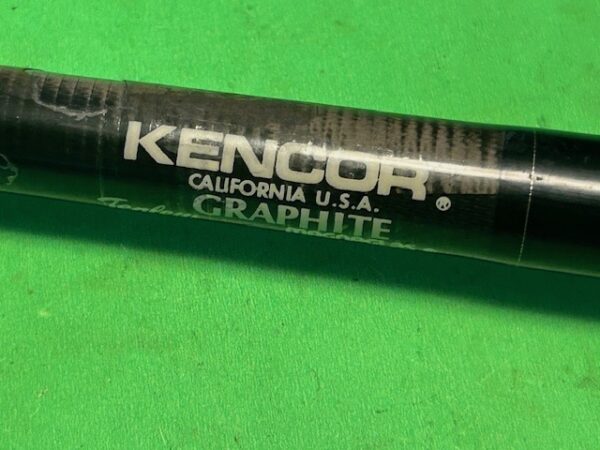 KENCOR ®
CALIFORNIA U.S.A.
GRAPHITE